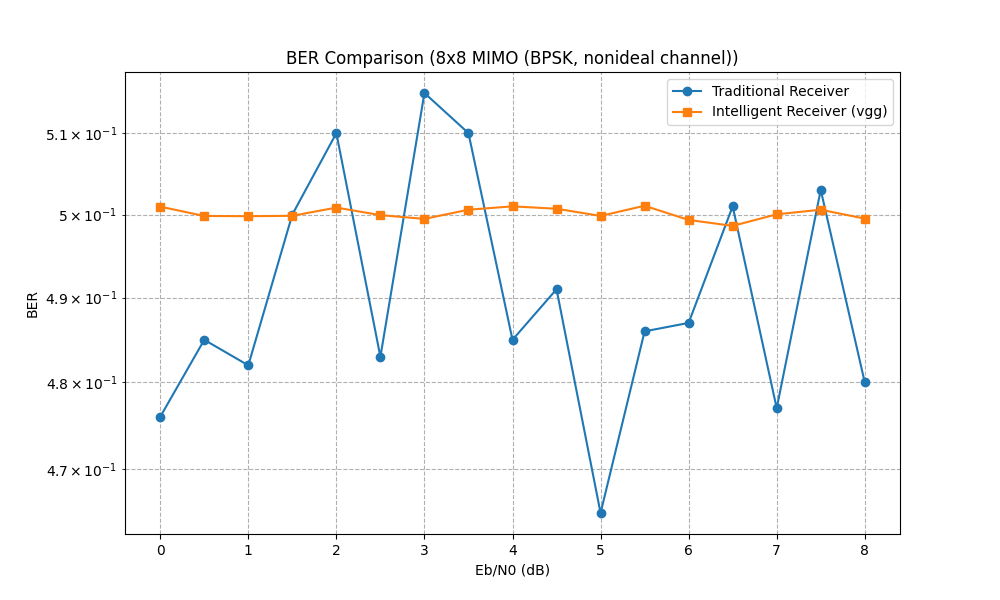 BER Comparison (8x8 MIMO (BPSK, nonideal channel))
Traditional Receiver
Intelligent Receiver (vgg)
5.1 × 10⁻¹
5 × 10⁻¹
4.9 × 10⁻¹
4.8 × 10⁻¹
4.7 × 10⁻¹
BER
0 1 2 3 4 5 6 7 8
Eb/N0 (dB)